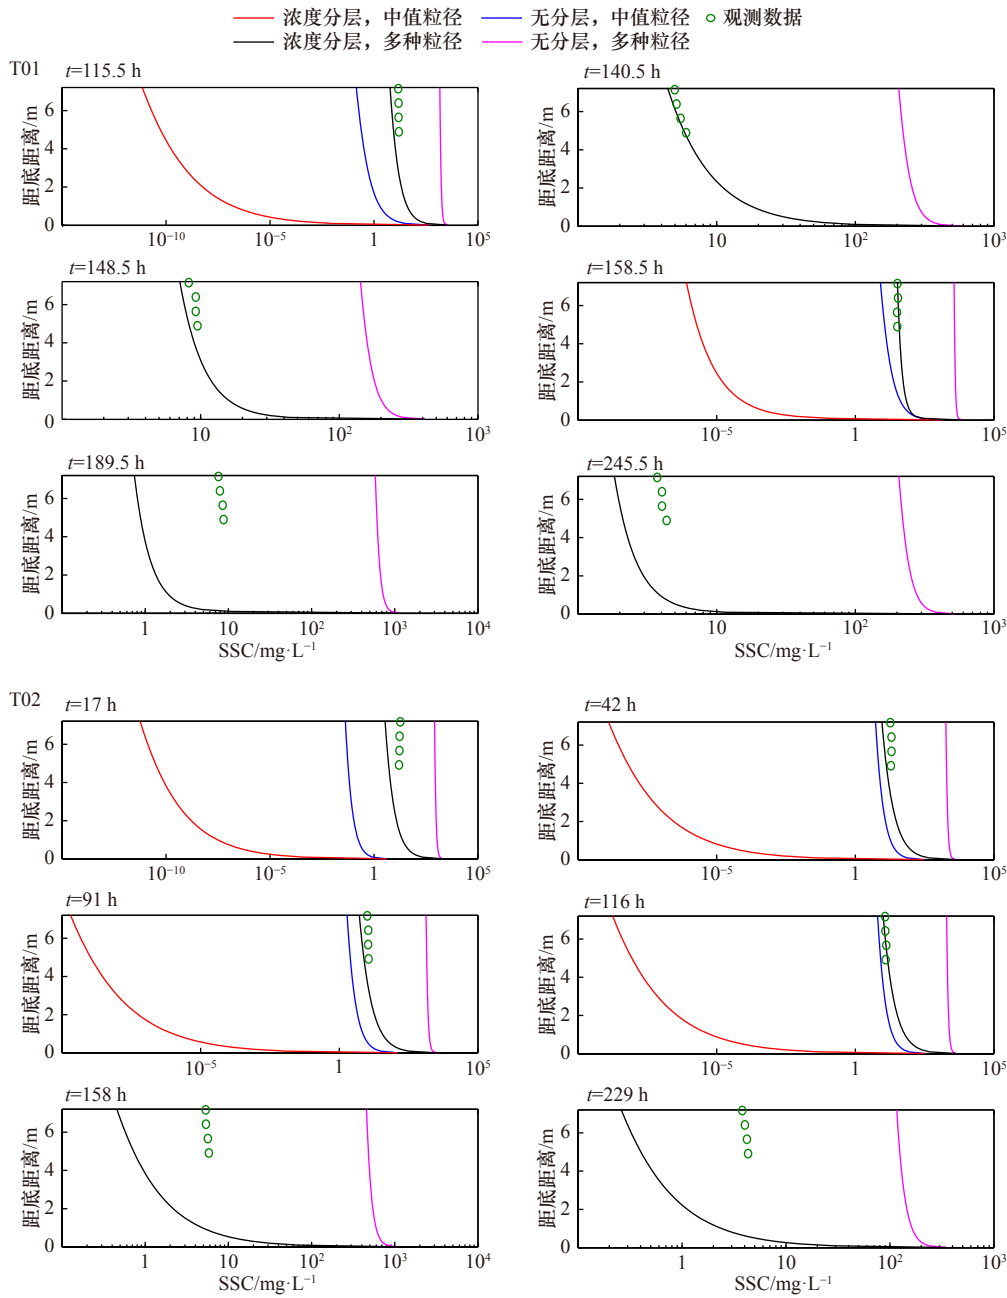 浓度分层，中值粒径 无分层，中值粒径 观测数据
浓度分层，多种粒径 无分层，多种粒径
T01
t=115.5 h
距底距离/m
6
4
2
0
10⁻¹⁰ 10⁻⁵ 1 10⁵
t=140.5 h
距底距离/m
6
4
2
0
10 10² 10³
t=148.5 h
距底距离/m
6
4
2
0
10 10² 10³
t=158.5 h
距底距离/m
6
4
2
0
10⁻⁵ 1 10⁵
t=189.5 h
距底距离/m
6
4
2
0
1 10 10² 10³ 10⁴
SSC/mg·L⁻¹
t=245.5 h
距底距离/m
6
4
2
0
10 10² 10³
SSC/mg·L⁻¹
T02
t=17 h
距底距离/m
6
4
2
0
10⁻¹⁰ 10⁻⁵ 1 10⁵
t=42 h
距底距离/m
6
4
2
0
10⁻⁵ 1 10⁵
t=91 h
距底距离/m
6
4
2
0
10⁻⁵ 1 10⁵
t=116 h
距底距离/m
6
4
2
0
10⁻⁵ 1 10⁵
t=158 h
距底距离/m
6
4
2
0
1 10 10² 10³ 10⁴
SSC/mg·L⁻¹
t=229 h
距底距离/m
6
4
2
0
1 10 10² 10³
SSC/mg·L⁻¹